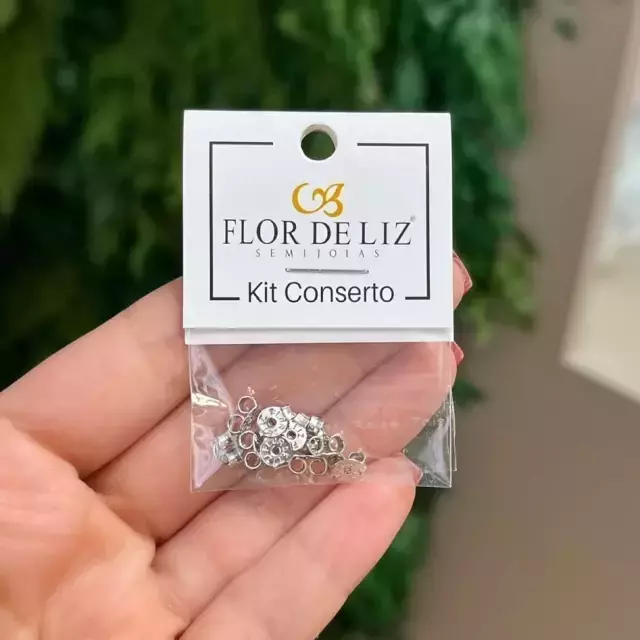 FLOR DE LIZ®
SEMIJOIAS
Kit Conserto